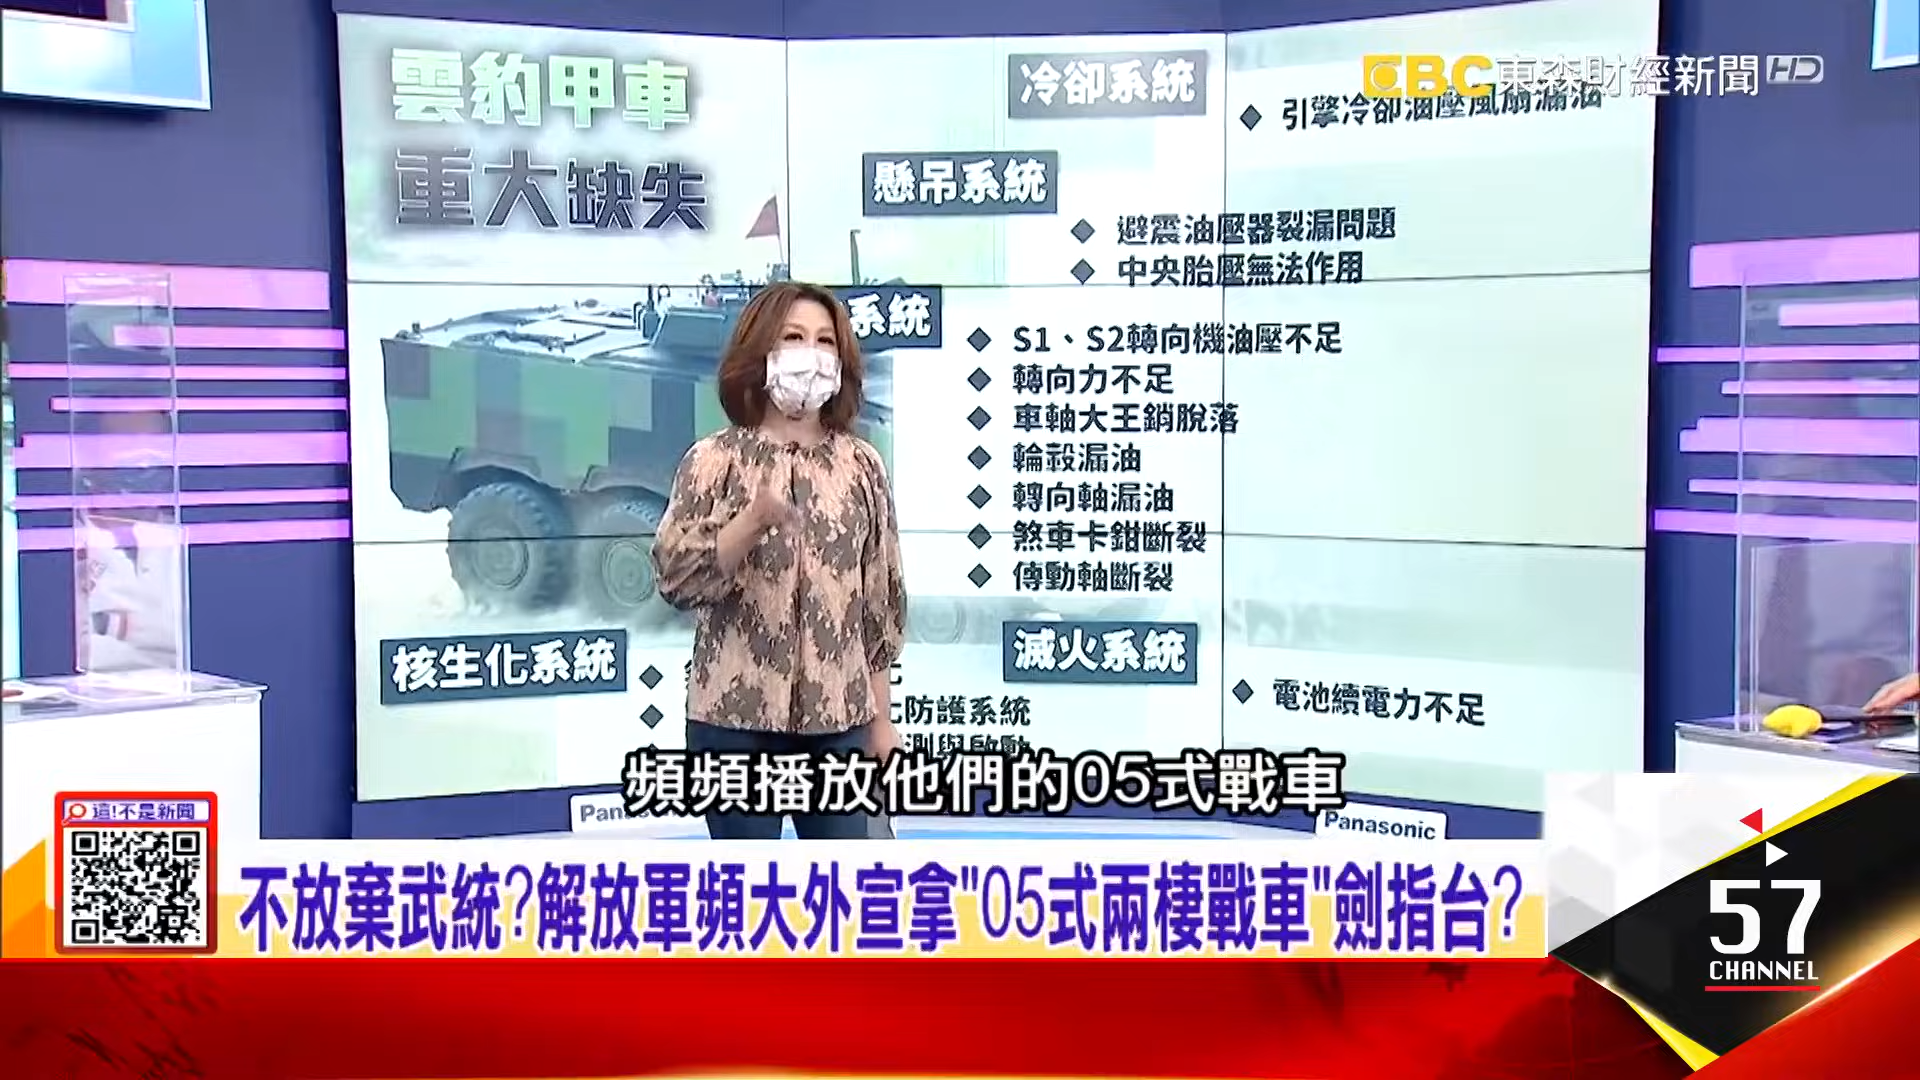 雲豹甲車
重大缺失
冷卻系統
引擎冷卻油壓風扇漏油
EBC東森財經新聞HD
懸吊系統
避震油壓器裂漏問題
中央胎壓無法作用
系統
S1、S2轉向機油壓不足
轉向力不足
車軸大王銷脫落
輪轂漏油
轉向軸漏油
煞車卡鉗斷裂
傳動軸斷裂
核生化系統
防護系統
測與啟動
滅火系統
電池續電力不足
頻頻播放他們的05式戰車
Panasonic
這!不是新聞
不放棄武統?解放軍頻大外宣拿"05式兩棲戰車"劍指台?
57
CHANNEL